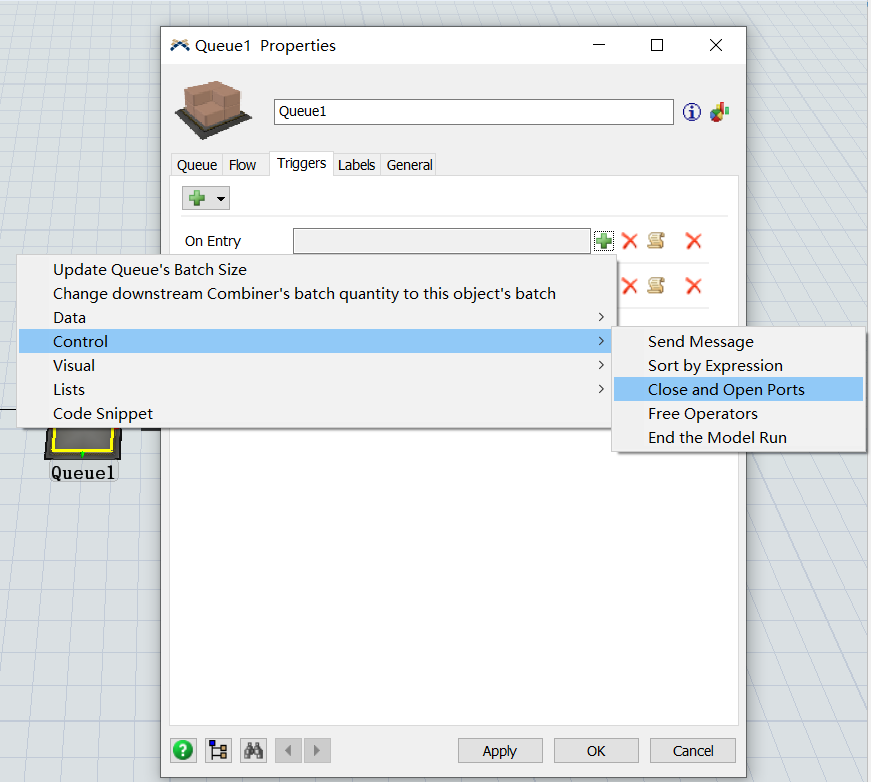 Queue1 Properties
Queue1
Queue Flow Triggers Labels General
On Entry
Update Queue's Batch Size
Change downstream Combiner's batch quantity to this object's batch
Data
Control
Visual
Lists
Code Snippet
Send Message
Sort by Expression
Close and Open Ports
Free Operators
End the Model Run
Queue1
Apply OK Cancel